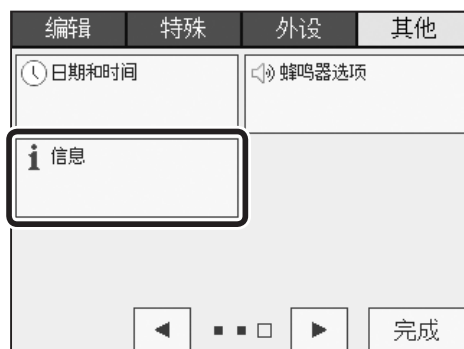 编辑 特殊 外设 其他
日期和时间 蜂鸣器选项
信息
完成